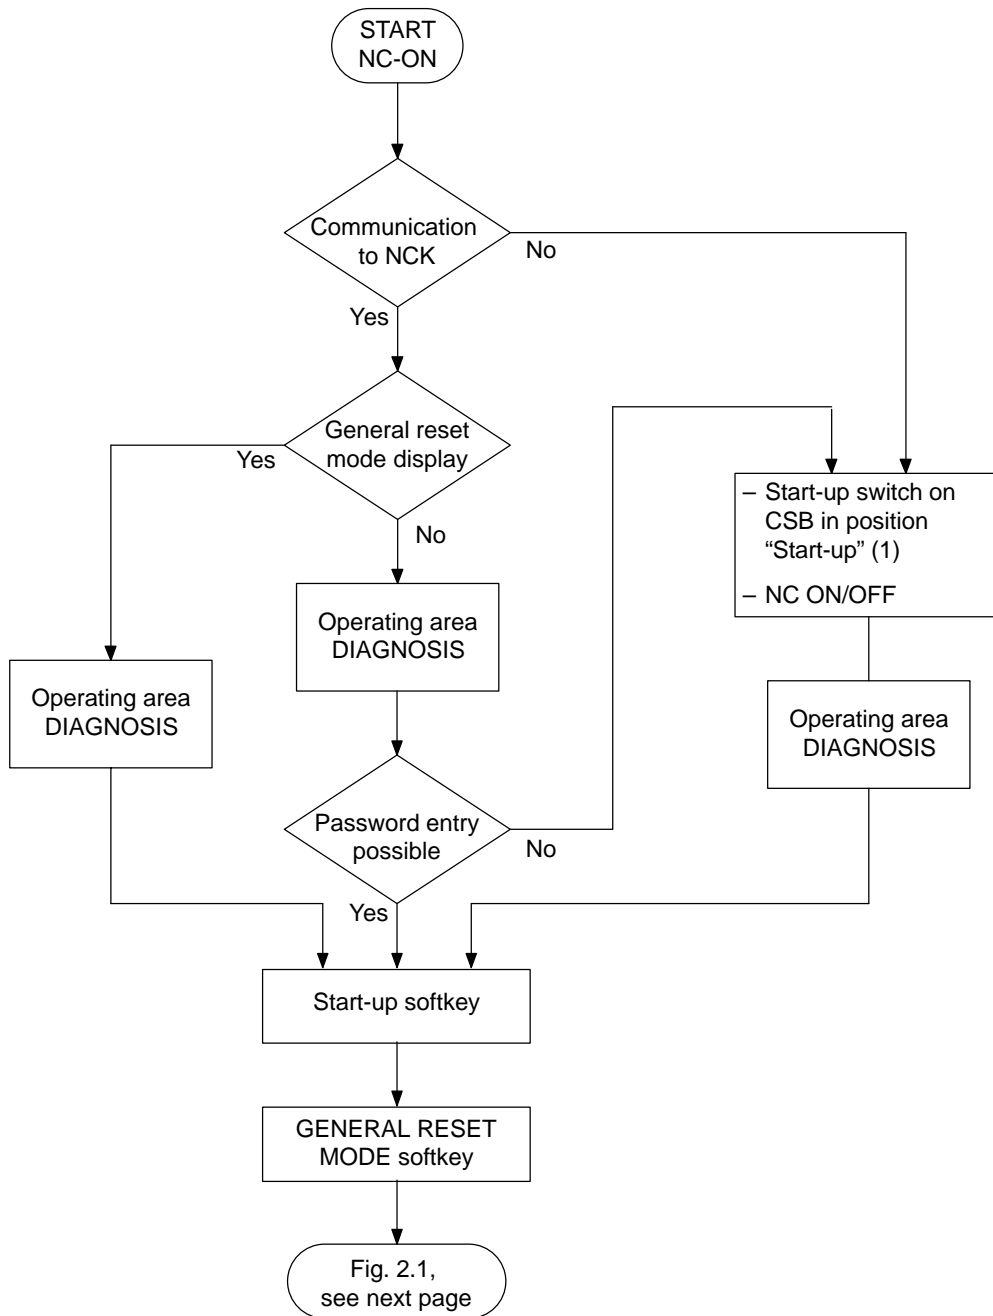 START
NC-ON
Communication
to NCK
No
Yes
General reset
mode display
Yes
No
– Start-up switch on
CSB in position
“Start-up” (1)
– NC ON/OFF
Operating area
DIAGNOSIS
Operating area
DIAGNOSIS
Operating area
DIAGNOSIS
Password entry
possible
No
Yes
Start-up softkey
GENERAL RESET
MODE softkey
Fig. 2.1,
see next page